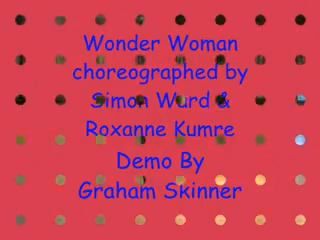 Wonder Woman
choreographed by
Simon Ward &
Roxanne Kumre
Demo By
Graham Skinner